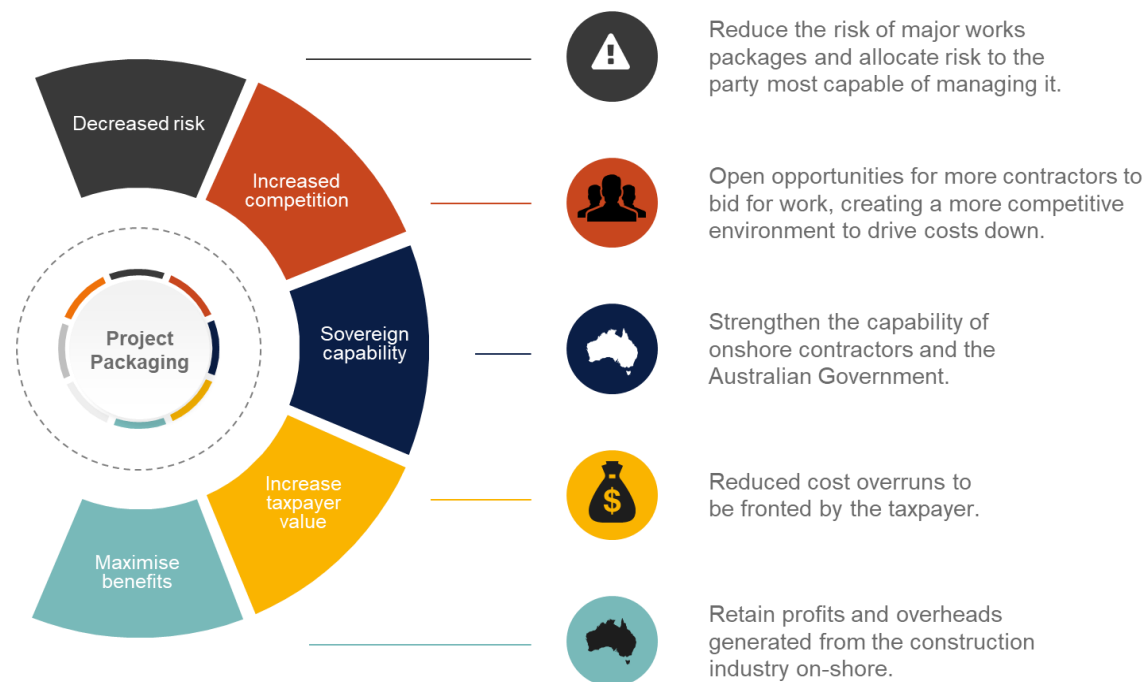 Decreased risk
Reduce the risk of major works
packages and allocate risk to the
party most capable of managing it.
Increased
competition
Open opportunities for more contractors to
bid for work, creating a more competitive
environment to drive costs down.
Project
Packaging
Sovereign
capability
Strengthen the capability of
onshore contractors and the
Australian Government.
Increase
taxpayer
value
$
Reduced cost overruns to
be fronted by the taxpayer.
Maximise
benefits
Retain profits and overheads
generated from the construction
industry on-shore.